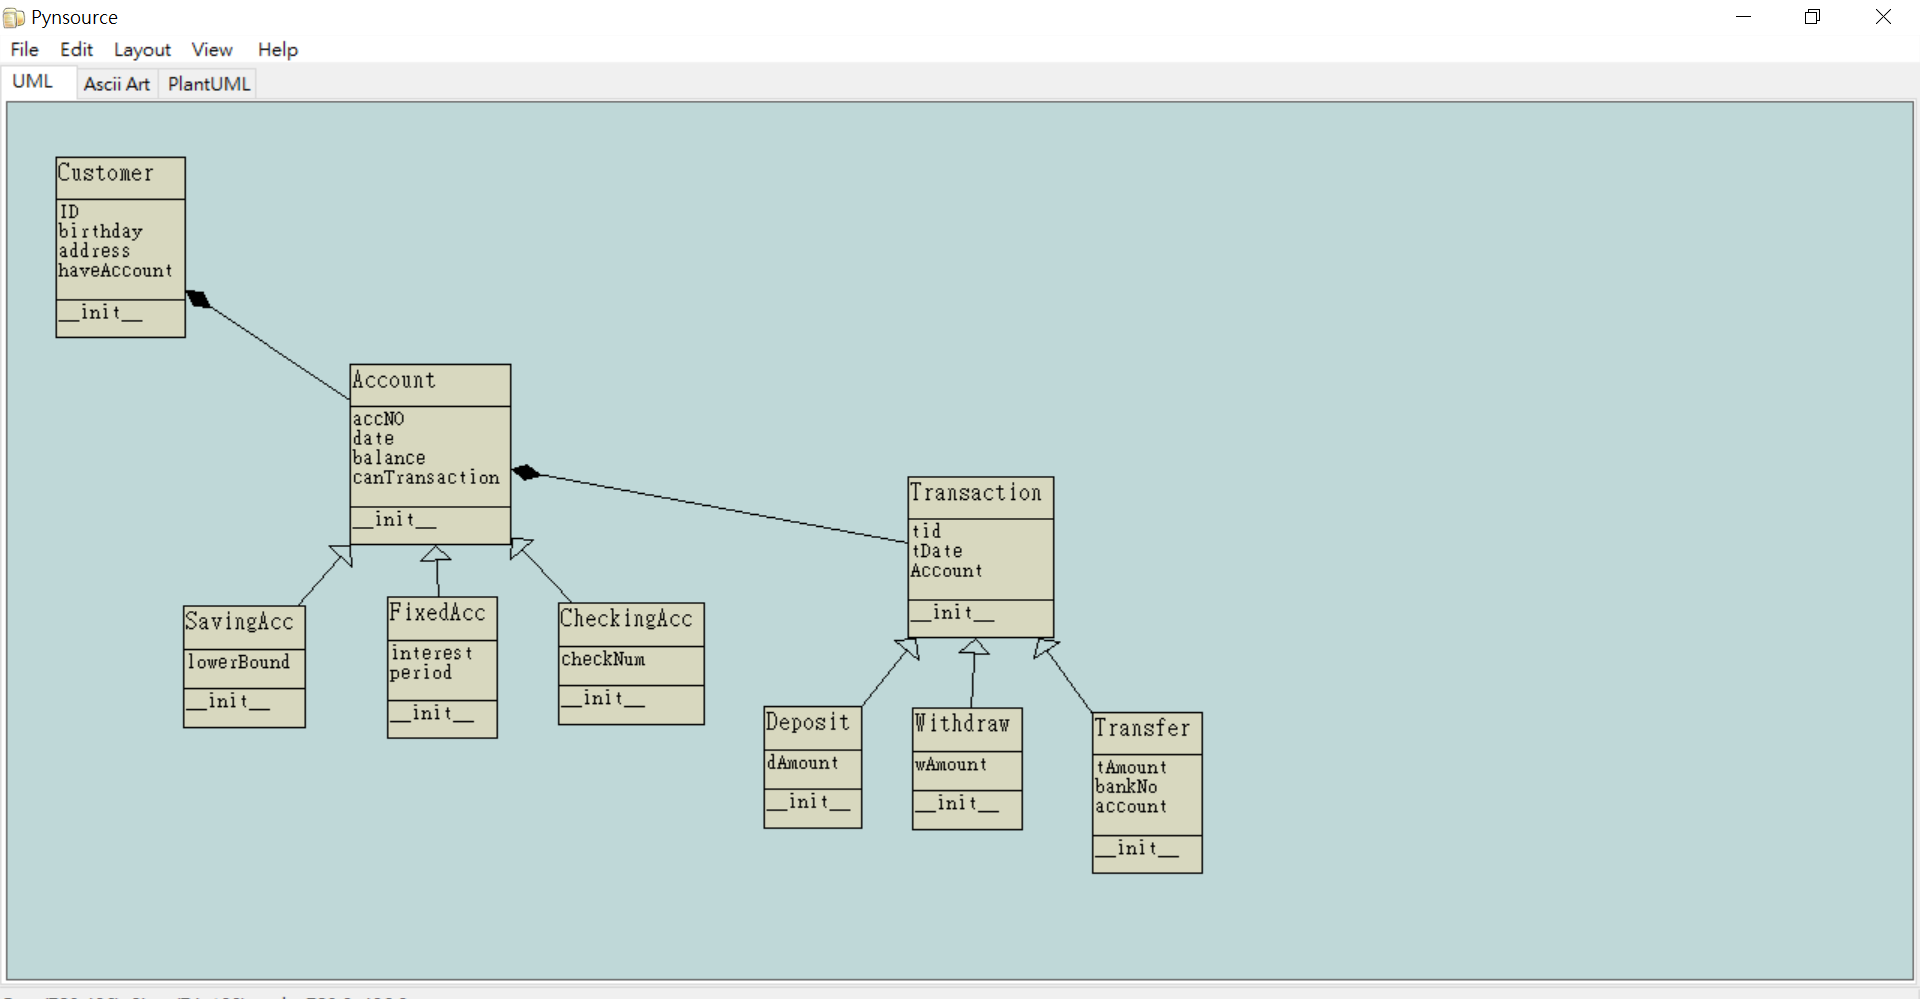 Pynsource
File Edit Layout View Help
UML Ascii Art PlantUML
Customer
ID
birthday
address
haveAccount
__init__
Account
accNO
date
balance
canTransaction
__init__
Transaction
tid
tDate
Account
__init__
SavingAcc
lowerBound
__init__
FixedAcc
interest
period
__init__
CheckingAcc
checkNum
__init__
Deposit
dAmount
__init__
Withdraw
wAmount
__init__
Transfer
tAmount
bankNo
account
__init__